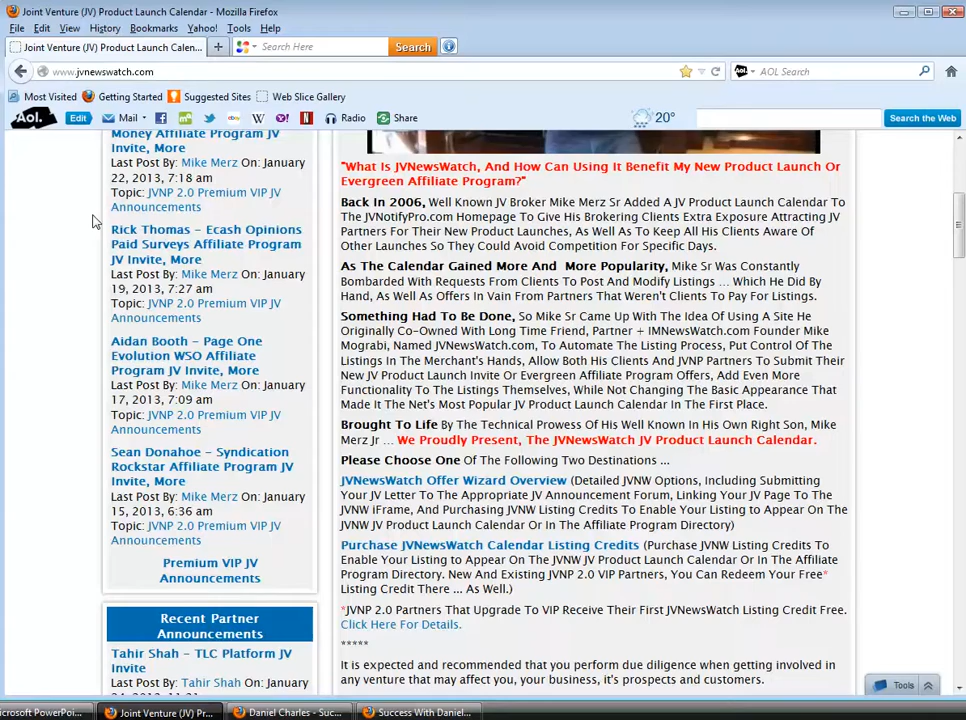 Joint Venture (JV) Product Launch Calendar - Mozilla Firefox
File Edit View History Bookmarks Yahoo! Tools Help
Joint Venture (JV) Product Launch Calen... + Search Here Search
www.jvnewswatch.com AOL Search
Most Visited Getting Started Suggested Sites Web Slice Gallery
Aol. Edit Mail W Y! N Radio Share 20° Search the Web
Money Affiliate Program JV
Invite, More
Last Post By: Mike Merz On: January
22, 2013, 7:18 am
Topic: JVNP 2.0 Premium VIP JV
Announcements
Rick Thomas – Ecash Opinions
Paid Surveys Affiliate Program
JV Invite, More
Last Post By: Mike Merz On: January
19, 2013, 7:27 am
Topic: JVNP 2.0 Premium VIP JV
Announcements
Aidan Booth – Page One
Evolution WSO Affiliate
Program JV Invite, More
Last Post By: Mike Merz On: January
17, 2013, 7:09 am
Topic: JVNP 2.0 Premium VIP JV
Announcements
Sean Donahoe – Syndication
Rockstar Affiliate Program JV
Invite, More
Last Post By: Mike Merz On: January
15, 2013, 6:36 am
Topic: JVNP 2.0 Premium VIP JV
Announcements
Premium VIP JV
Announcements
Recent Partner
Announcements
Tahir Shah – TLC Platform JV
Invite
Last Post By: Tahir Shah On: January
"What Is JVNewsWatch, And How Can Using It Benefit My New Product Launch Or
Evergreen Affiliate Program?"
Back In 2006, Well Known JV Broker Mike Merz Sr Added A JV Product Launch Calendar To
The JVNotifyPro.com Homepage To Give His Brokering Clients Extra Exposure Attracting JV
Partners For Their New Product Launches, As Well As To Keep All His Clients Aware Of
Other Launches So They Could Avoid Competition For Specific Days.
As The Calendar Gained More And More Popularity, Mike Sr Was Constantly
Bombarded With Requests From Clients To Post And Modify Listings ... Which He Did By
Hand, As Well As Offers In Vain From Partners That Weren't Clients To Pay For Listings.
Something Had To Be Done, So Mike Sr Came Up With The Idea Of Using A Site He
Originally Co-Owned With Long Time Friend, Partner + IMNewsWatch.com Founder Mike
Mograbi, Named JVNewsWatch.com, To Automate The Listing Process, Put Control Of The
Listings In The Merchant's Hands, Allow Both His Clients And JVNP Partners To Submit Their
New JV Product Launch Invite Or Evergreen Affiliate Program Offers, Add Even More
Functionality To The Listings Themselves, While Not Changing The Basic Appearance That
Made It The Net's Most Popular JV Product Launch Calendar In The First Place.
Brought To Life By The Technical Prowess Of His Well Known In His Own Right Son, Mike
Merz Jr ... We Proudly Present, The JVNewsWatch JV Product Launch Calendar.
Please Choose One Of The Following Two Destinations ...
JVNewsWatch Offer Wizard Overview (Detailed JVNW Options, Including Submitting
Your JV Letter To The Appropriate JV Announcement Forum, Linking Your JV Page To The
JVNW iFrame, And Purchasing JVNW Listing Credits To Enable Your Listing to Appear On The
JVNW JV Product Launch Calendar Or In The Affiliate Program Directory)
Purchase JVNewsWatch Calendar Listing Credits (Purchase JVNW Listing Credits To
Enable Your Listing to Appear On The JVNW JV Product Launch Calendar Or In The Affiliate
Program Directory. New And Existing JVNP 2.0 VIP Partners, You Can Redeem Your Free*
Listing Credit There ... As Well.)
*JVNP 2.0 Partners That Upgrade To VIP Receive Their First JVNewsWatch Listing Credit Free.
Click Here For Details.
*****
It is expected and recommended that you perform due diligence when getting involved in
any venture that may affect you, your business, it's prospects and customers.
Tools
Microsoft PowerPoi... Joint Venture (JV) Pr... Daniel Charles - Suc... Success With Daniel...